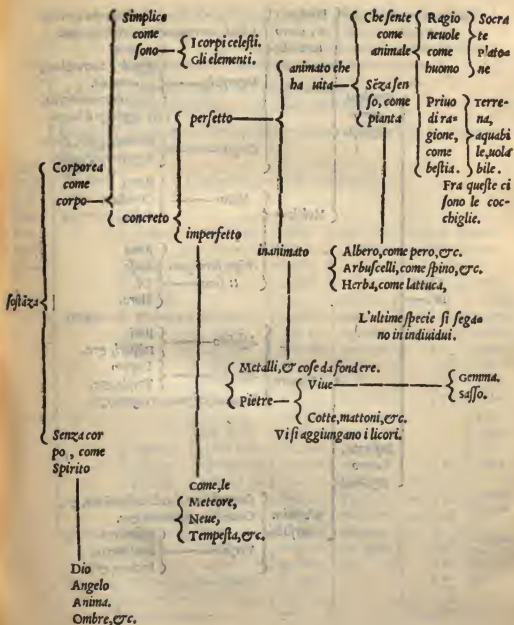 sostāza
Corporea
come
corpo
Simplice
come
sono
I corpi celesti.
Gli elementi.
concreto
perfetto
animato che
ha uita
Che sente
come
animale
Ragio
neuole
come
huomo
Socra
te
Platoa
ne
Priuo
di ra-
gione,
come
bestia.
Terre-
na,
aquabi
le, uola
bile.
Fra queste ci
sono le coc-
chiglie.
Sēza sen
so, come
pianta
Albero, come pero, &c.
Arbuscelli, come spino, &c.
Herba, come lattuca,
L'ultime specie si sega
no in indiuidui.
inanimato
Metalli, & cose da fondere.
Pietre
Viue
Gemma.
Sasso.
Cotte, mattoni, &c.
Vi si aggiungano i licori.
imperfetto
Come, le
Meteore,
Neue,
Tempesta, &c.
Senza cor
po, come
Spirito
Dio
Angelo
Anima.
Ombre, &c.